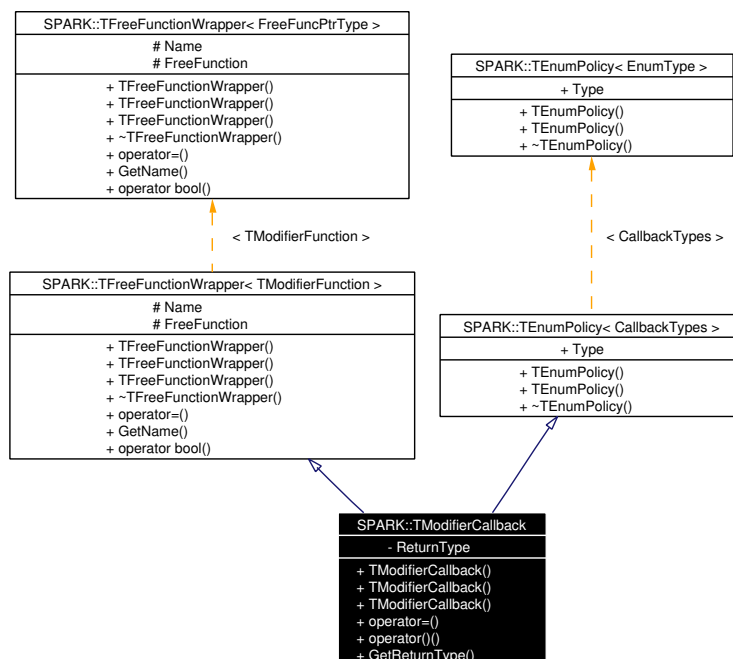 SPARK::TFreeFunctionWrapper< FreeFuncPtrType >
# Name
# FreeFunction
+ TFreeFunctionWrapper()
+ TFreeFunctionWrapper()
+ TFreeFunctionWrapper()
+ ~TFreeFunctionWrapper()
+ operator=()
+ GetName()
+ operator bool()
SPARK::TEnumPolicy< EnumType >
+ Type
+ TEnumPolicy()
+ TEnumPolicy()
+ ~TEnumPolicy()
< TModifierFunction >
< CallbackTypes >
SPARK::TFreeFunctionWrapper< TModifierFunction >
# Name
# FreeFunction
+ TFreeFunctionWrapper()
+ TFreeFunctionWrapper()
+ TFreeFunctionWrapper()
+ ~TFreeFunctionWrapper()
+ operator=()
+ GetName()
+ operator bool()
SPARK::TEnumPolicy< CallbackTypes >
+ Type
+ TEnumPolicy()
+ TEnumPolicy()
+ ~TEnumPolicy()
SPARK::TModifierCallback
- ReturnType
+ TModifierCallback()
+ TModifierCallback()
+ TModifierCallback()
+ operator=()
+ operator()()
+ GetReturnType()